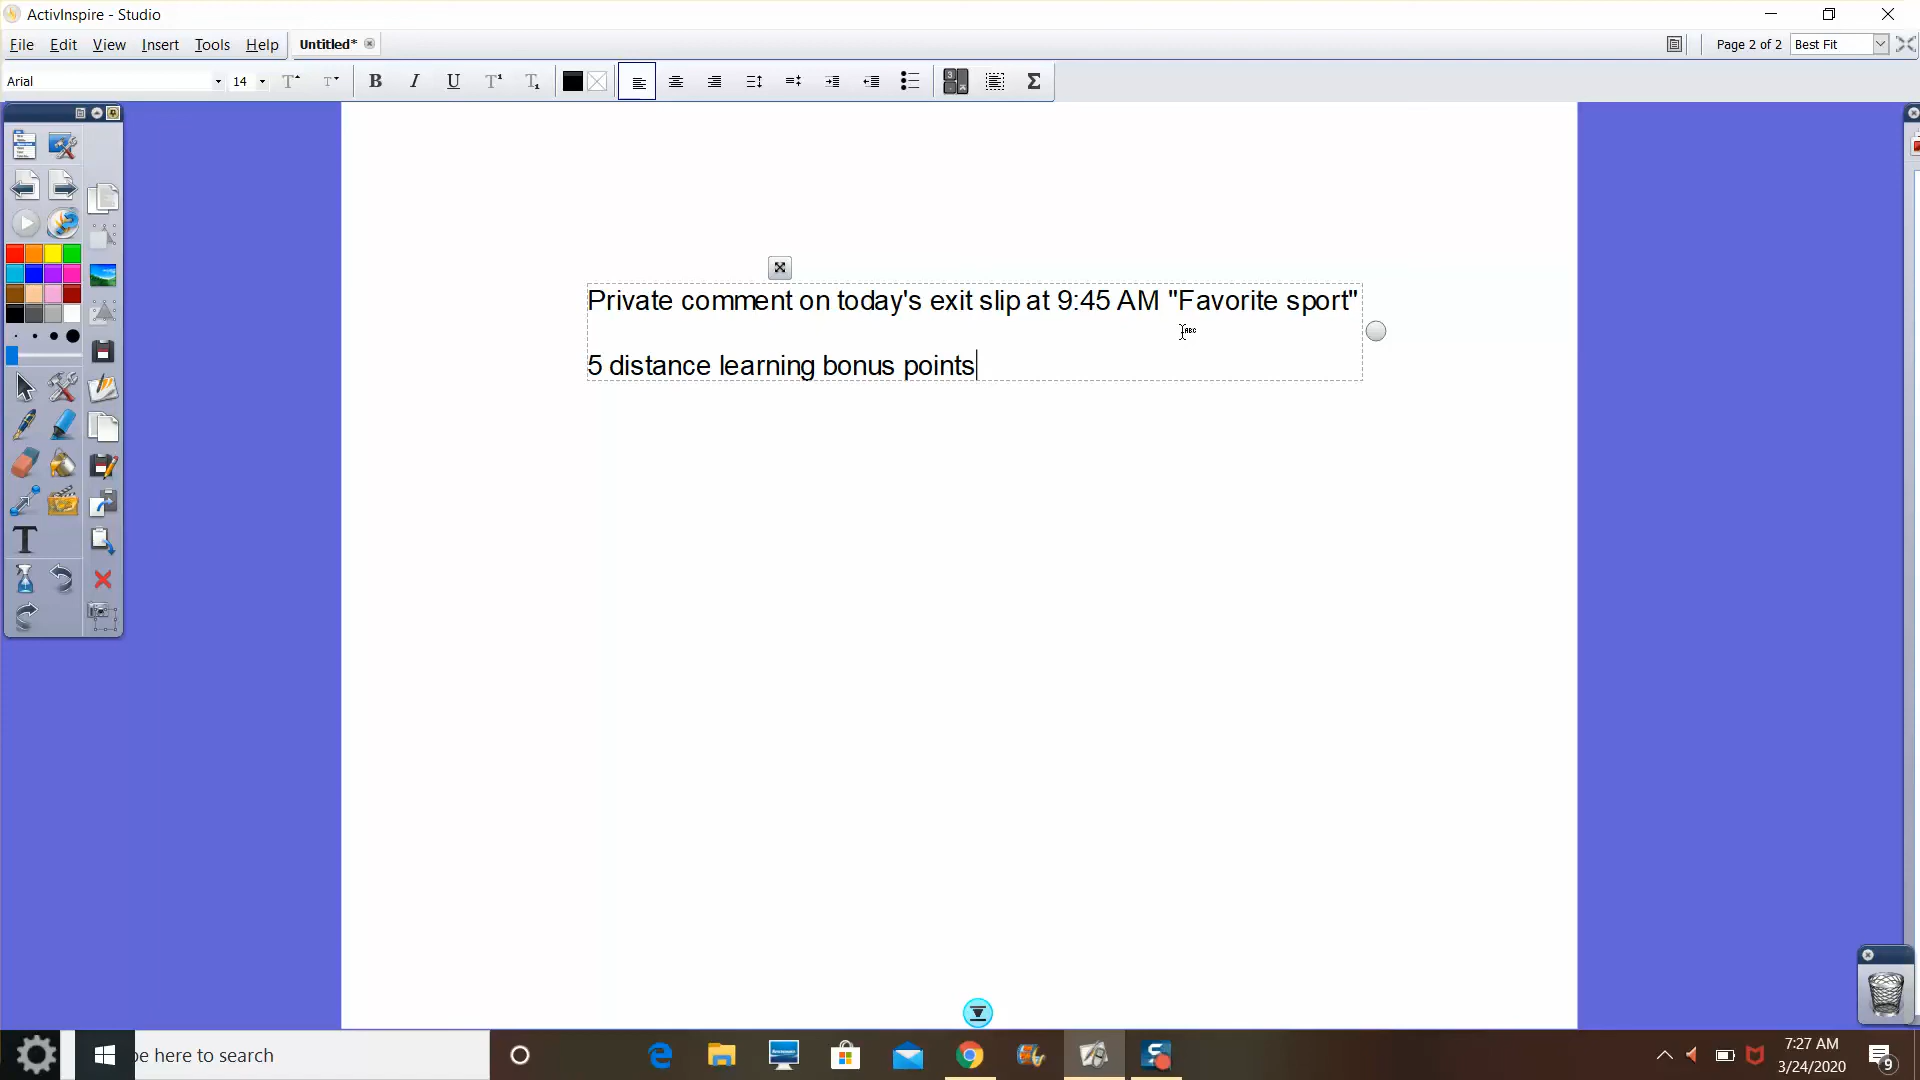 ActivInspire - Studio
File Edit View Insert Tools Help Untitled*
Page 2 of 2 Best Fit
Arial 14 B I U
Private comment on today's exit slip at 9:45 AM "Favorite sport"
5 distance learning bonus points
T
pe here to search
7:27 AM
3/24/2020
9